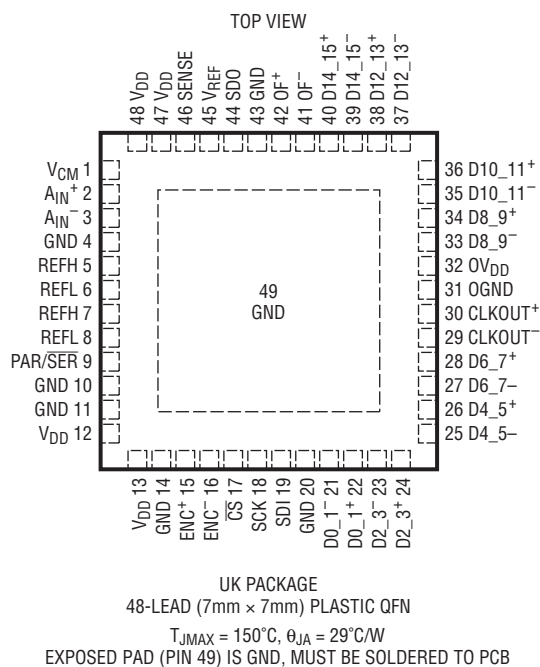 TOP VIEW
48 VDD
47 VDD
46 SENSE
45 VREF
44 SDO
43 GND
42 OF+
41 OF–
40 D14_15+
39 D14_15–
38 D12_13+
37 D12_13–
VCM 1
AIN+ 2
AIN– 3
GND 4
REFH 5
REFL 6
REFH 7
REFL 8
PAR/S̅E̅R̅ 9
GND 10
GND 11
VDD 12
36 D10_11+
35 D10_11–
34 D8_9+
33 D8_9–
32 OVDD
31 OGND
30 CLKOUT+
29 CLKOUT–
28 D6_7+
27 D6_7–
26 D4_5+
25 D4_5–
49
GND
VDD 13
GND 14
ENC+ 15
ENC– 16
C̅S̅ 17
SCK 18
SDI 19
GND 20
D0_1– 21
D0_1+ 22
D2_3– 23
D2_3+ 24
UK PACKAGE
48-LEAD (7mm × 7mm) PLASTIC QFN
TJMAX = 150°C, θJA = 29°C/W
EXPOSED PAD (PIN 49) IS GND, MUST BE SOLDERED TO PCB